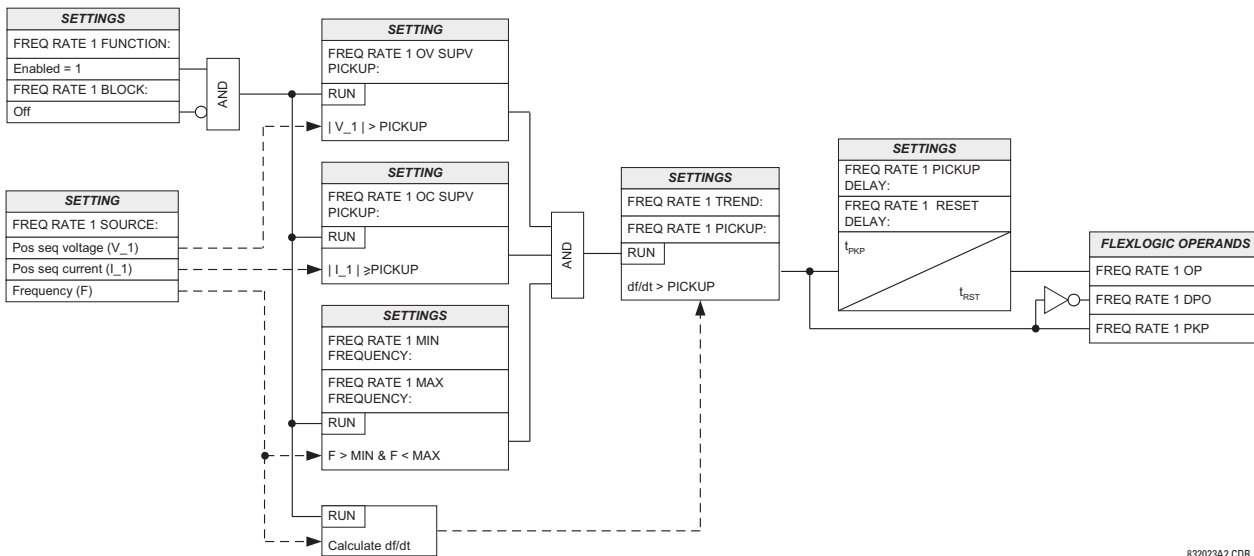 SETTINGS
FREQ RATE 1 FUNCTION:
Enabled = 1
FREQ RATE 1 BLOCK:
Off
AND
SETTING
FREQ RATE 1 SOURCE:
Pos seq voltage (V_1)
Pos seq current (I_1)
Frequency (F)
SETTING
FREQ RATE 1 OV SUPV
PICKUP:
RUN
| V_1 | > PICKUP
SETTING
FREQ RATE 1 OC SUPV
PICKUP:
RUN
| I_1 | ≥PICKUP
SETTINGS
FREQ RATE 1 MIN
FREQUENCY:
FREQ RATE 1 MAX
FREQUENCY:
RUN
F > MIN & F < MAX
RUN
Calculate df/dt
AND
SETTINGS
FREQ RATE 1 TREND:
FREQ RATE 1 PICKUP:
RUN
df/dt > PICKUP
SETTINGS
FREQ RATE 1 PICKUP
DELAY:
FREQ RATE 1 RESET
DELAY:
tPKP
tRST
FLEXLOGIC OPERANDS
FREQ RATE 1 OP
FREQ RATE 1 DPO
FREQ RATE 1 PKP
832023A2.CDR